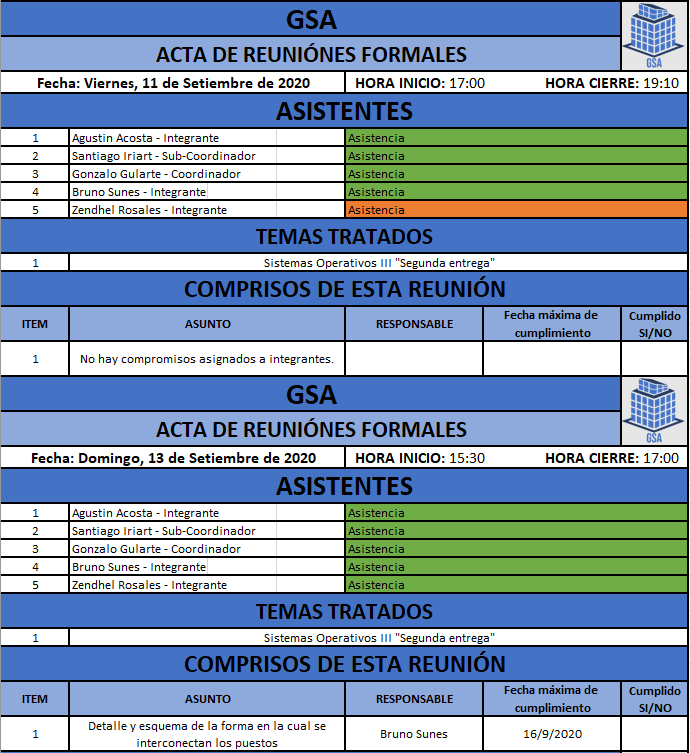 GSA
GSA
ACTA DE REUNIÓNES FORMALES
Fecha: Viernes, 11 de Setiembre de 2020 HORA INICIO: 17:00 HORA CIERRE: 19:10
ASISTENTES
1 Agustin Acosta - Integrante Asistencia
2 Santiago Iriart - Sub-Coordinador Asistencia
3 Gonzalo Gularte - Coordinador Asistencia
4 Bruno Sunes - Integrante Asistencia
5 Zendhel Rosales - Integrante Asistencia
TEMAS TRATADOS
1 Sistemas Operativos III "Segunda entrega"
COMPRISOS DE ESTA REUNIÓN
ITEM ASUNTO RESPONSABLE Fecha máxima de cumplimiento Cumplido SI/NO
1 No hay compromisos asignados a integrantes.
GSA
GSA
ACTA DE REUNIÓNES FORMALES
Fecha: Domingo, 13 de Setiembre de 2020 HORA INICIO: 15:30 HORA CIERRE: 17:00
ASISTENTES
1 Agustin Acosta - Integrante Asistencia
2 Santiago Iriart - Sub-Coordinador Asistencia
3 Gonzalo Gularte - Coordinador Asistencia
4 Bruno Sunes - Integrante Asistencia
5 Zendhel Rosales - Integrante Asistencia
TEMAS TRATADOS
1 Sistemas Operativos III "Segunda entrega"
COMPRISOS DE ESTA REUNIÓN
ITEM ASUNTO RESPONSABLE Fecha máxima de cumplimiento Cumplido SI/NO
1 Detalle y esquema de la forma en la cual se interconectan los puestos Bruno Sunes 16/9/2020